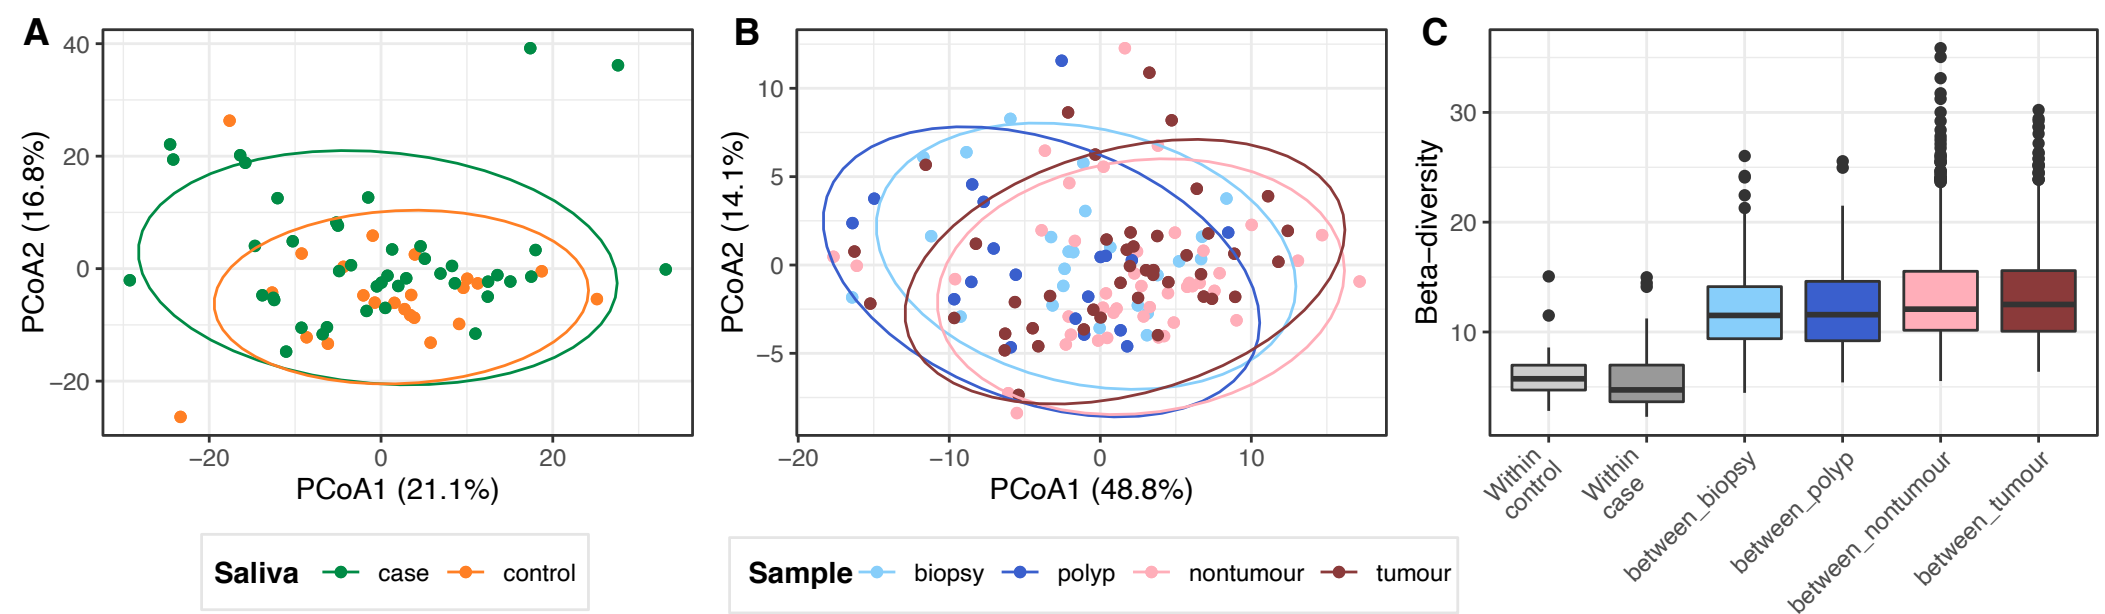 A
PCoA2 (16.8%)
40
20
0
−20
−20
0
20
PCoA1 (21.1%)
Saliva case control
B
PCoA2 (14.1%)
10
5
0
−5
−20
−10
0
10
PCoA1 (48.8%)
Sample biopsy polyp nontumour tumour
C
Beta−diversity
30
20
10
Within
control
Within
case
between_biopsy
between_polyp
between_nontumour
between_tumour